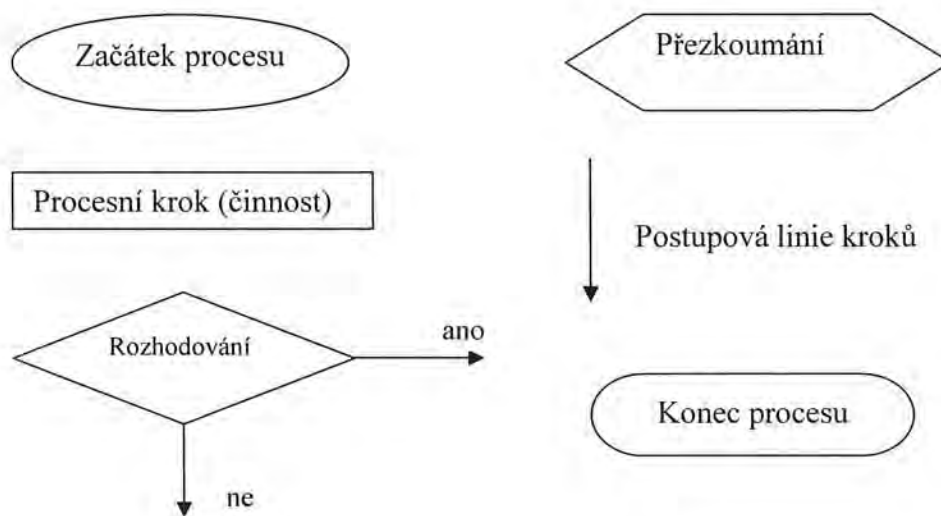 Začátek procesu
Přezkoumání
Procesní krok (činnost)
Postupová linie kroků
Rozhodování
ano
Konec procesu
ne